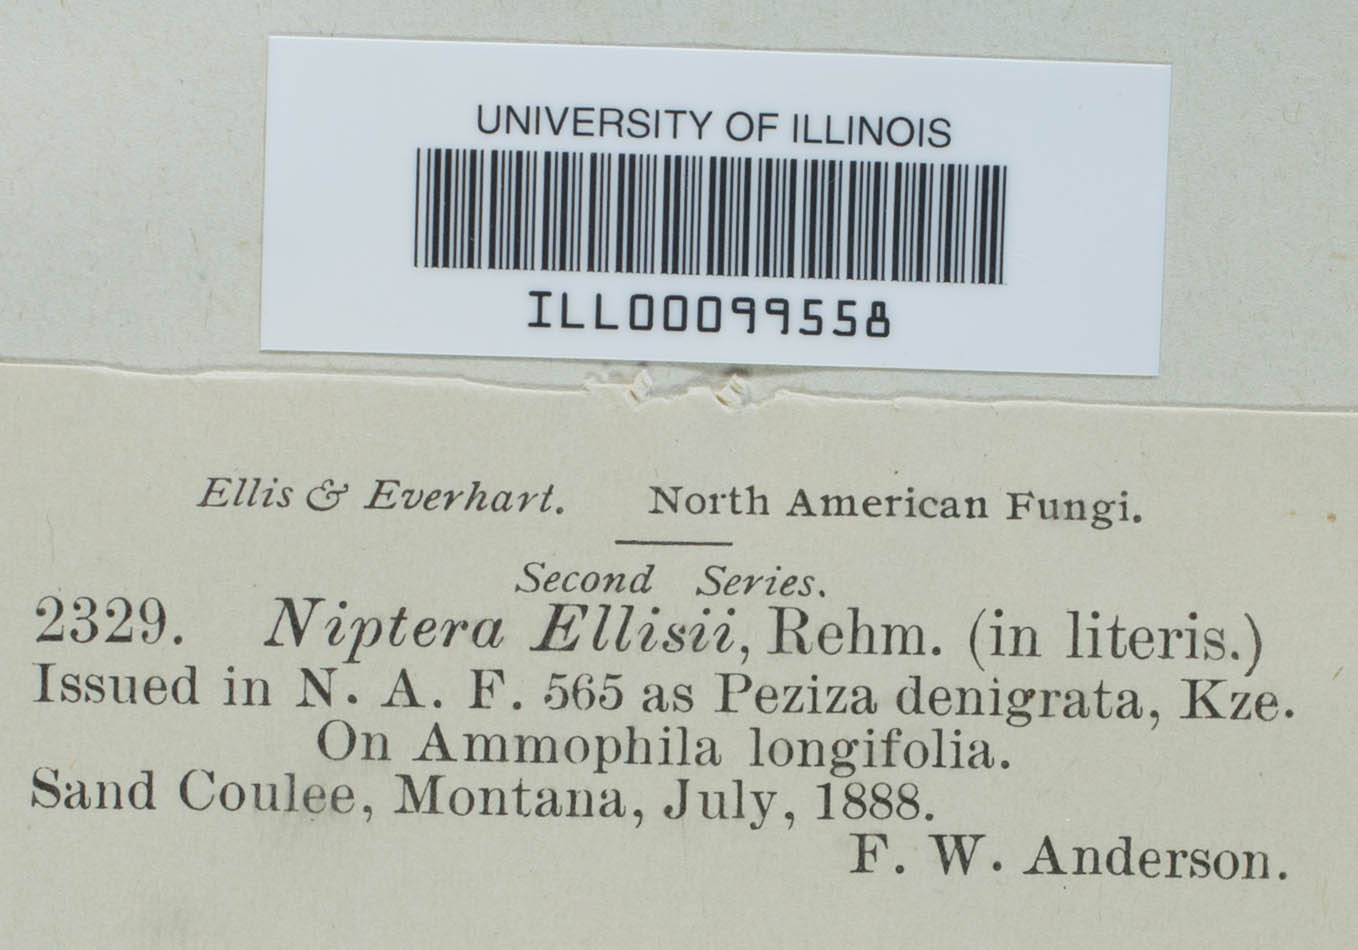 UNIVERSITY OF ILLINOIS
ILL00099558
Ellis & Everhart. North American Fungi.
Second Series.
2329. Niptera Ellisii, Rehm. (in literis.)
Issued in N. A. F. 565 as Peziza denigrata, Kze.
On Ammophila longifolia.
Sand Coulee, Montana, July, 1888.
F. W. Anderson.